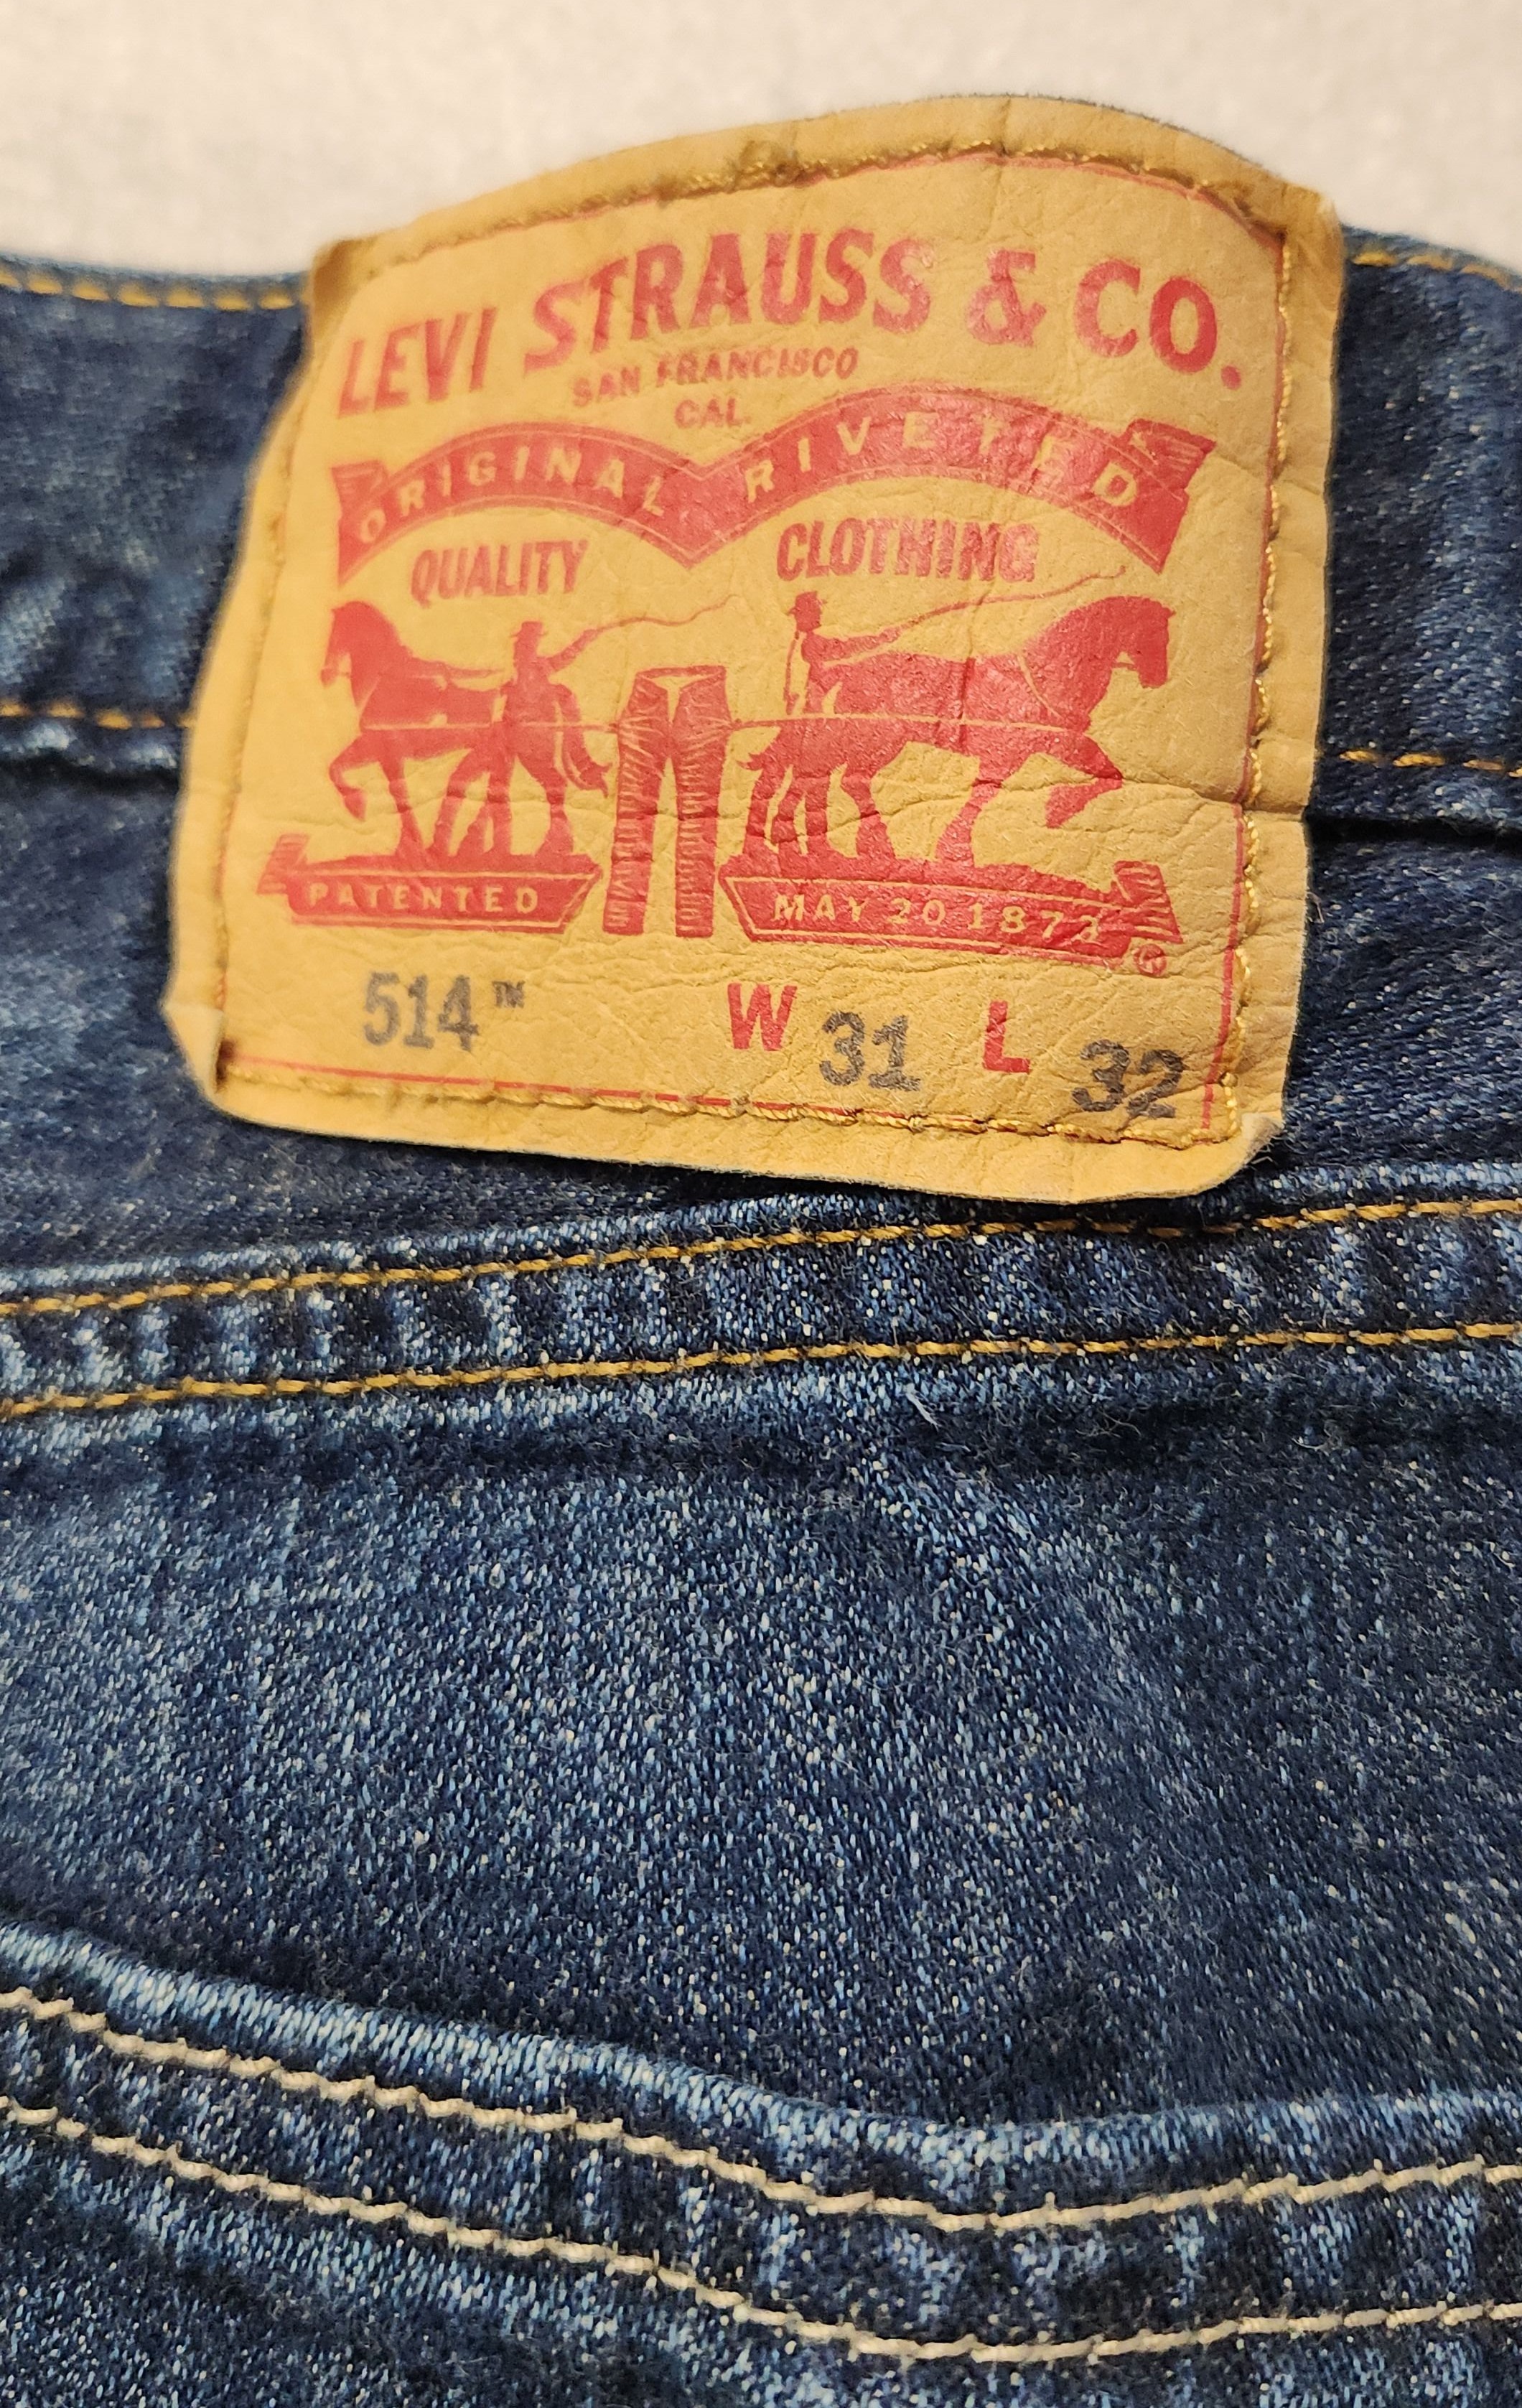 LEVI STRAUSS & CO.
SAN FRANCISCO
CAL.
ORIGINAL RIVETED
QUALITY CLOTHING
PATENTED MAY 20 1873
®
514™ W 31 L 32